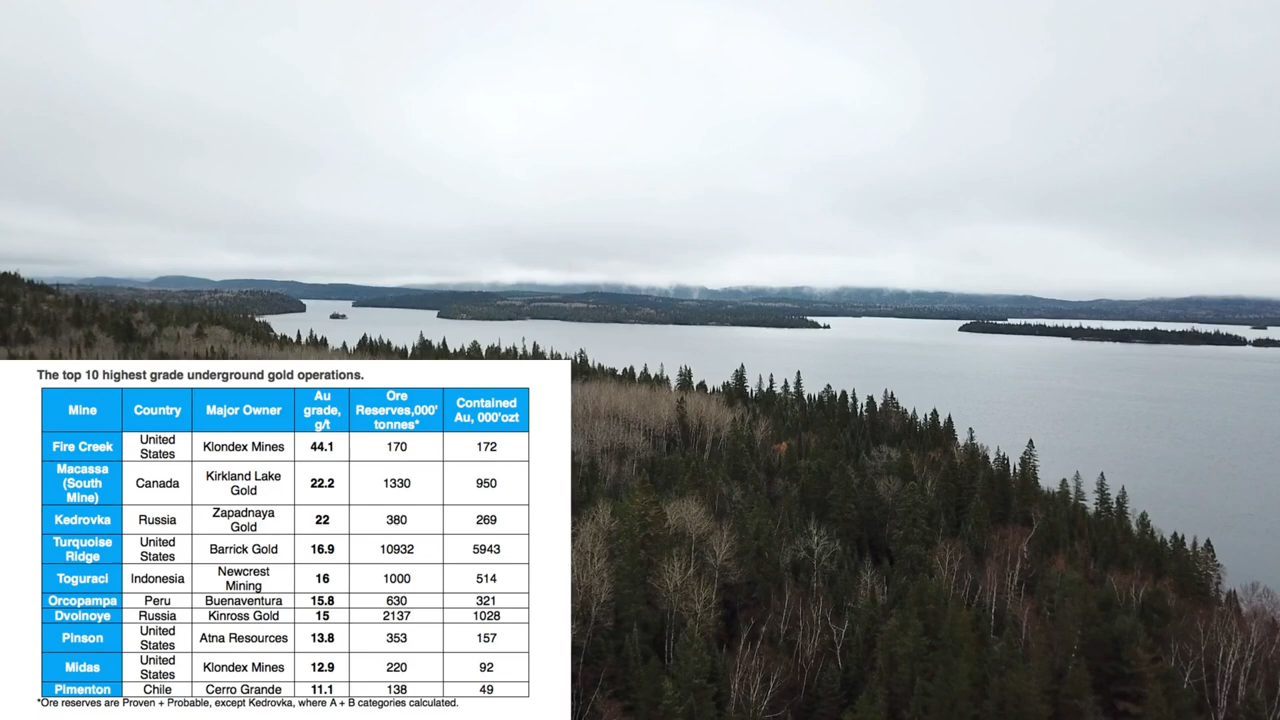 The top 10 highest grade underground gold operations.
Mine Country Major Owner Au grade, g/t Ore Reserves,000' tonnes* Contained Au, 000'ozt
Fire Creek United States Klondex Mines 44.1 170 172
Macassa (South Mine) Canada Kirkland Lake Gold 22.2 1330 950
Kedrovka Russia Zapadnaya Gold 22 380 269
Turquoise Ridge United States Barrick Gold 16.9 10932 5943
Toguraci Indonesia Newcrest Mining 16 1000 514
Orcopampa Peru Buenaventura 15.8 630 321
Dvoinoye Russia Kinross Gold 15 2137 1028
Pinson United States Atna Resources 13.8 353 157
Midas United States Klondex Mines 12.9 220 92
Pimenton Chile Cerro Grande 11.1 138 49
*Ore reserves are Proven + Probable, except Kedrovka, where A + B categories calculated.